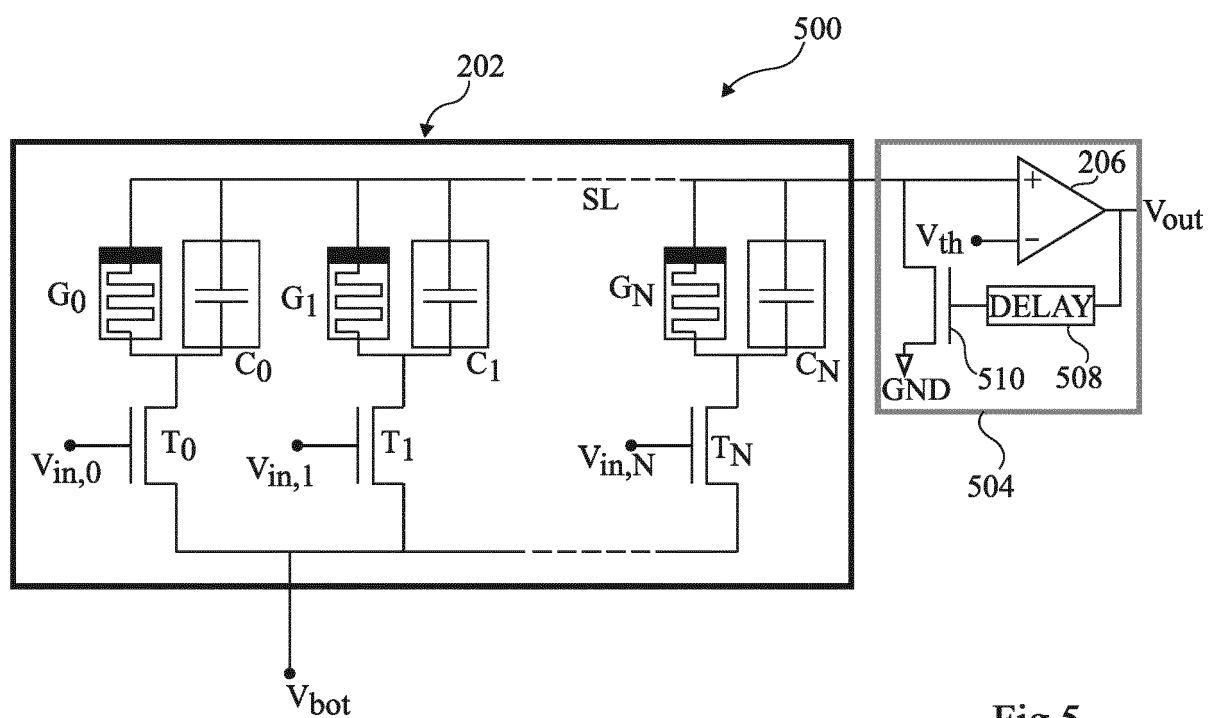 500
202
SL
206
+
Vth
−
Vout
G0
C0
G1
C1
GN
CN
DELAY
GND
510
508
Vin,0
T0
Vin,1
T1
Vin,N
TN
504
Vbot
Fig 5